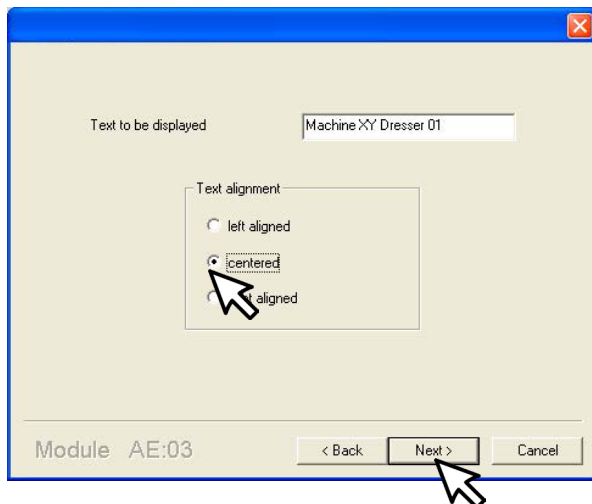 Text to be displayed Machine XY Dresser 01
Text alignment
left aligned
centered
aligned
Module AE:03 < Back Next > Cancel